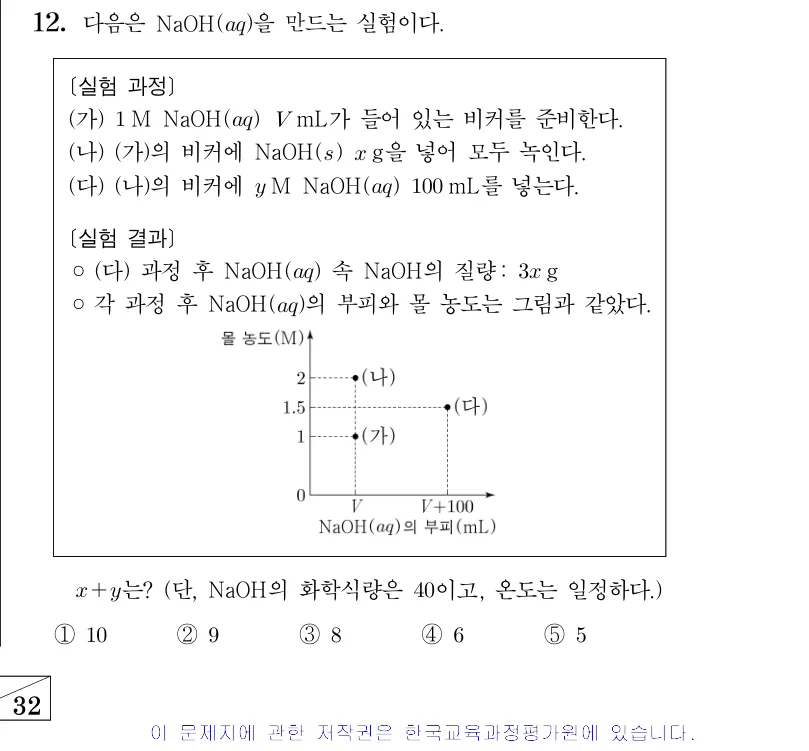 12. 다음은 NaOH(aq)을 만드는 실험이다.
〔실험 과정〕
(가) 1 M NaOH(aq) V mL가 들어 있는 비커를 준비한다.
(나) (가)의 비커에 NaOH(s) x g을 넣어 모두 녹인다.
(다) (나)의 비커에 y M NaOH(aq) 100 mL를 넣는다.
〔실험 결과〕
○ (다) 과정 후 NaOH(aq) 속 NaOH의 질량: 3x g
○ 각 과정 후 NaOH(aq)의 부피와 몰 농도는 그림과 같았다.
몰 농도(M)
2 (나)
1.5 (다)
1 (가)
0
V V+100
NaOH(aq)의 부피(mL)
x+y는? (단, NaOH의 화학식량은 40이고, 온도는 일정하다.)
① 10 ② 9 ③ 8 ④ 6 ⑤ 5
32
이 문제지에 관한 저작권은 한국교육과정평가원에 있습니다.